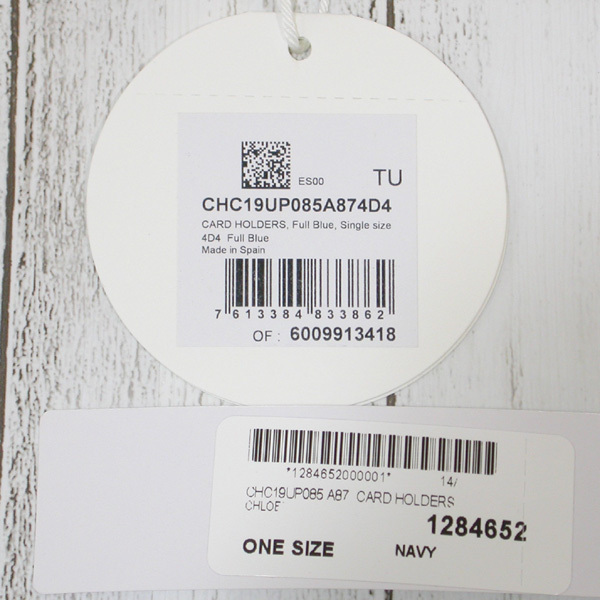 ES00 TU
CHC19UP085A874D4
CARD HOLDERS, Full Blue, Single size
4D4 Full Blue
Made in Spain
7 613384 833862
OF : 6009913418
*1284652000001* 14/
CHC19UP085 A87 CARD HOLDERS
CHLOE
1284652
ONE SIZE NAVY